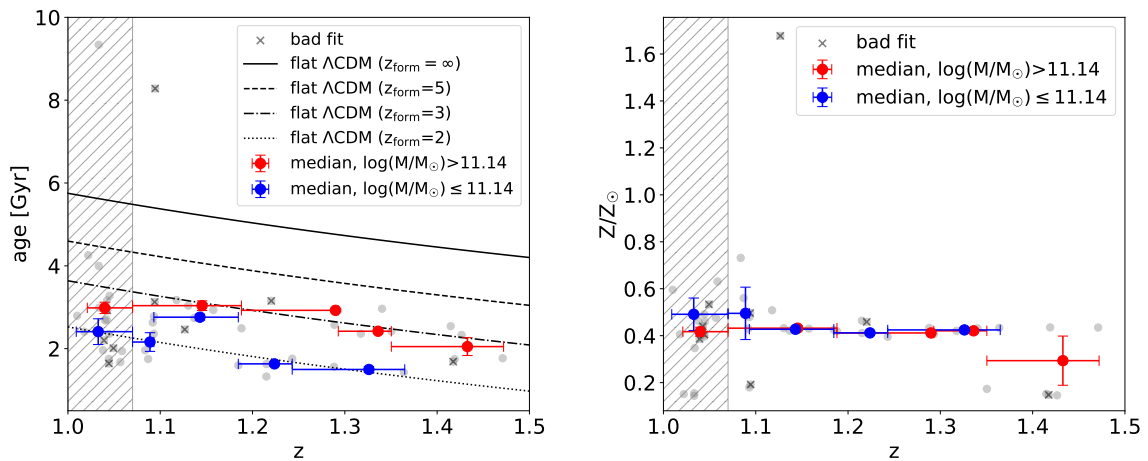 10
8
6
4
2
age [Gyr]
1.0
1.1
1.2
1.3
1.4
1.5
z
bad fit
flat ΛCDM (z_form = ∞)
flat ΛCDM (z_form=5)
flat ΛCDM (z_form=3)
flat ΛCDM (z_form=2)
median, log(M/M☉)>11.14
median, log(M/M☉) ≤ 11.14
1.6
1.4
1.2
1.0
0.8
0.6
0.4
0.2
Z/Z☉
1.0
1.1
1.2
1.3
1.4
1.5
z
bad fit
median, log(M/M☉)>11.14
median, log(M/M☉) ≤ 11.14